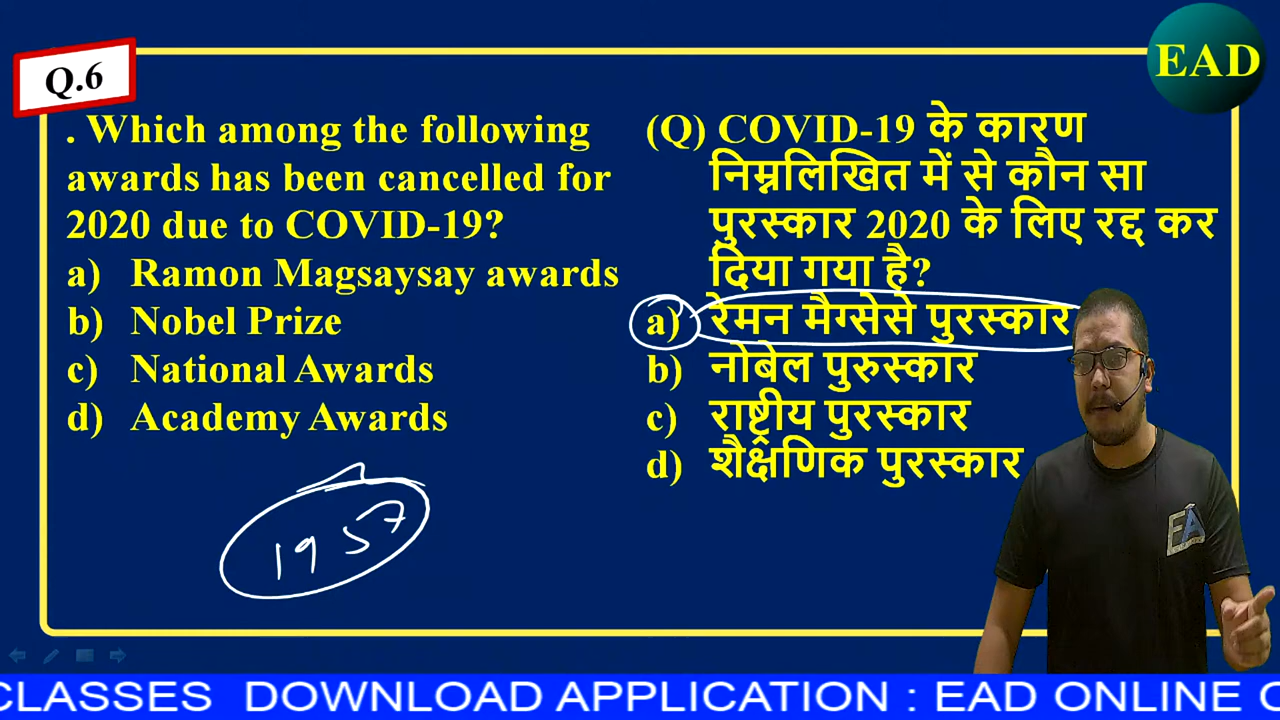 Q.6
EAD
. Which among the following
awards has been cancelled for
2020 due to COVID-19?
a) Ramon Magsaysay awards
b) Nobel Prize
c) National Awards
d) Academy Awards
(Q) COVID-19 के कारण
निम्नलिखित में से कौन सा
पुरस्कार 2020 के लिए रद्द कर
दिया गया है?
a) रेमन मैग्सेसे पुरस्कार
b) नोबेल पुरुस्कार
c) राष्ट्रीय पुरस्कार
d) शैक्षणिक पुरस्कार
1957
EA
CLASSES DOWNLOAD APPLICATION : EAD ONLINE C